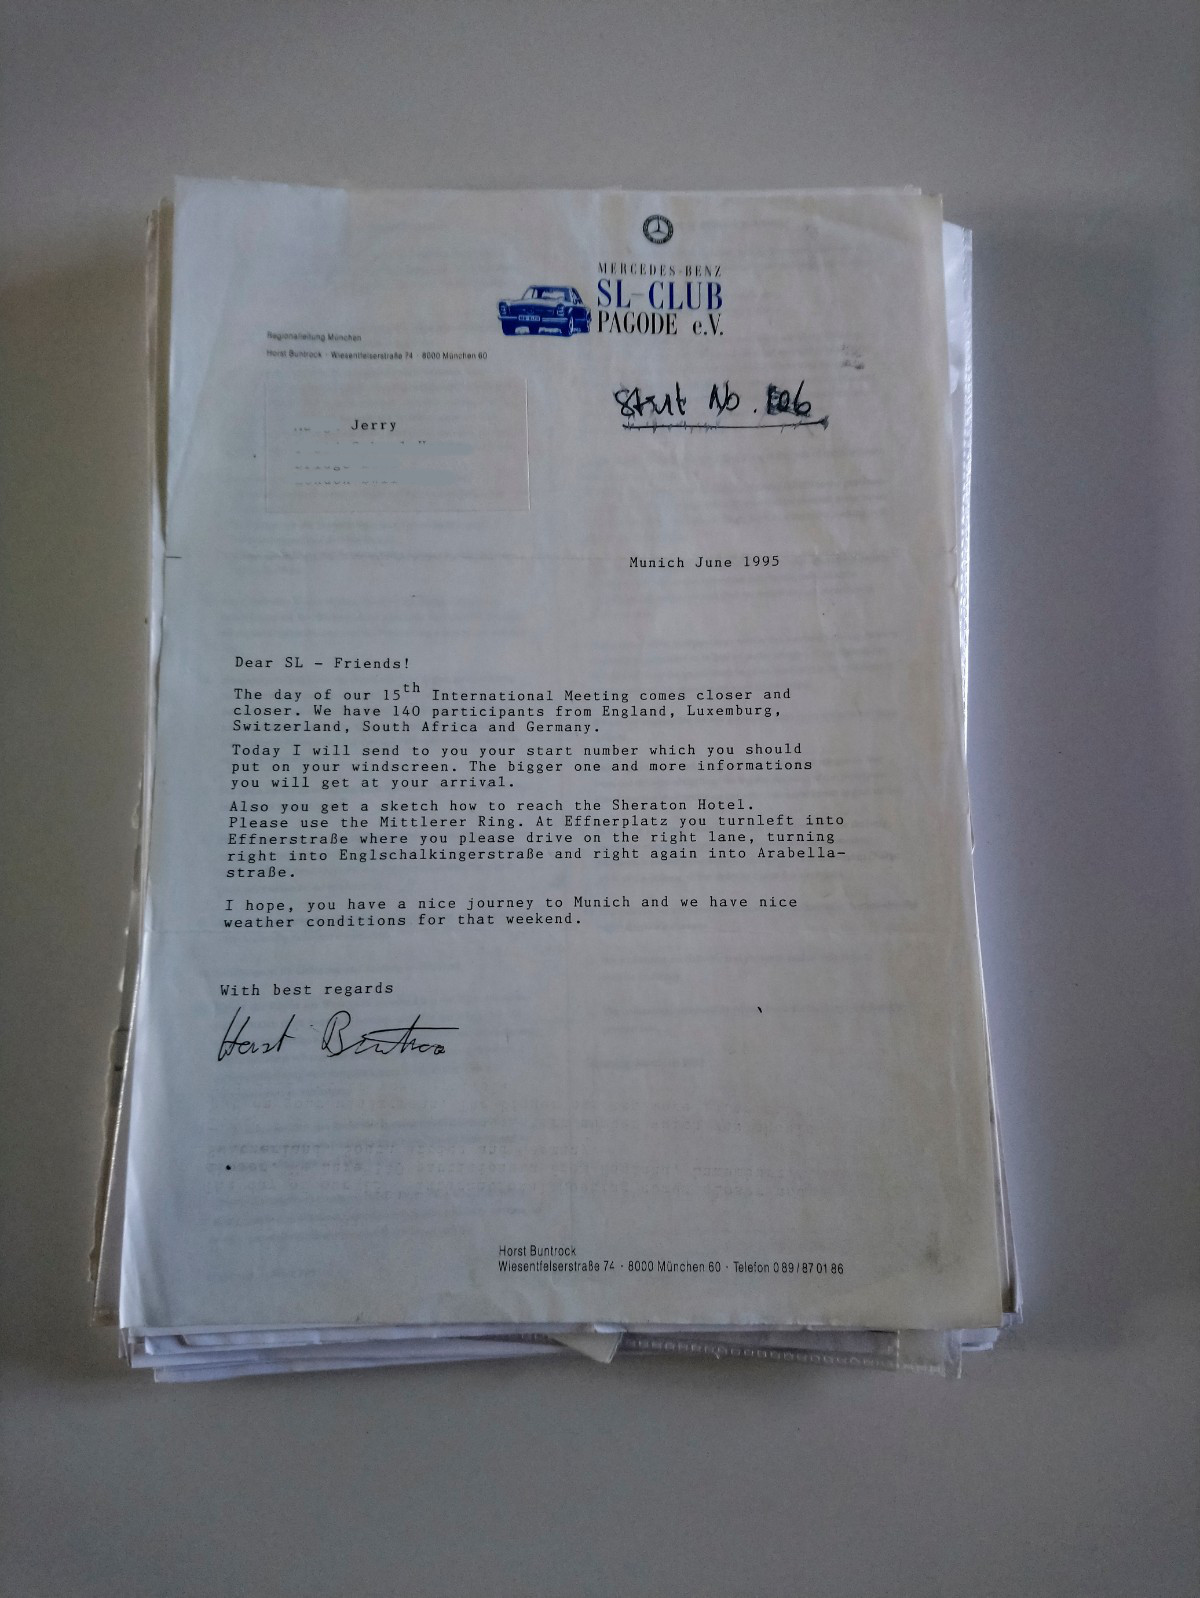 MERCEDES-BENZ
SL-CLUB
PAGODE e.V.
Regionalleitung München
Horst Buntrock · Wiesentfelserstraße 74 · 8000 München 60
Start No. 106
Jerry
Munich June 1995
Dear SL - Friends!
The day of our 15th International Meeting comes closer and
closer. We have 140 participants from England, Luxemburg,
Switzerland, South Africa and Germany.
Today I will send to you your start number which you should
put on your windscreen. The bigger one and more informations
you will get at your arrival.
Also you get a sketch how to reach the Sheraton Hotel.
Please use the Mittlerer Ring. At Effnerplatz you turnleft into
Effnerstraße where you please drive on the right lane, turning
right into Englschalkingerstraße and right again into Arabella-
straße.
I hope, you have a nice journey to Munich and we have nice
weather conditions for that weekend.
With best regards
Horst Buntrock
Horst Buntrock
Wiesentfelserstraße 74 · 8000 München 60 · Telefon 089/870186